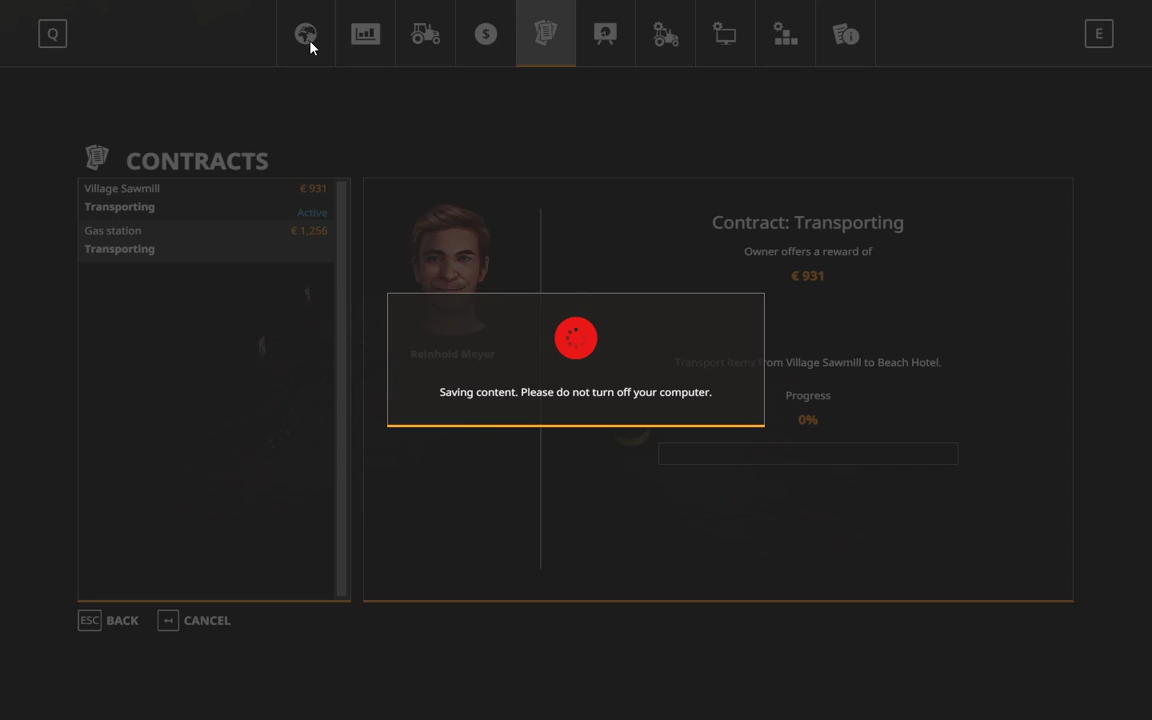 Q
E
CONTRACTS
Village Sawmill € 931
Transporting Active
Gas station € 1,256
Transporting
Contract: Transporting
Owner offers a reward of
€ 931
Reinhold Meyer
Transport items from Village Sawmill to Beach Hotel.
Progress
0%
Saving content. Please do not turn off your computer.
ESC BACK CANCEL